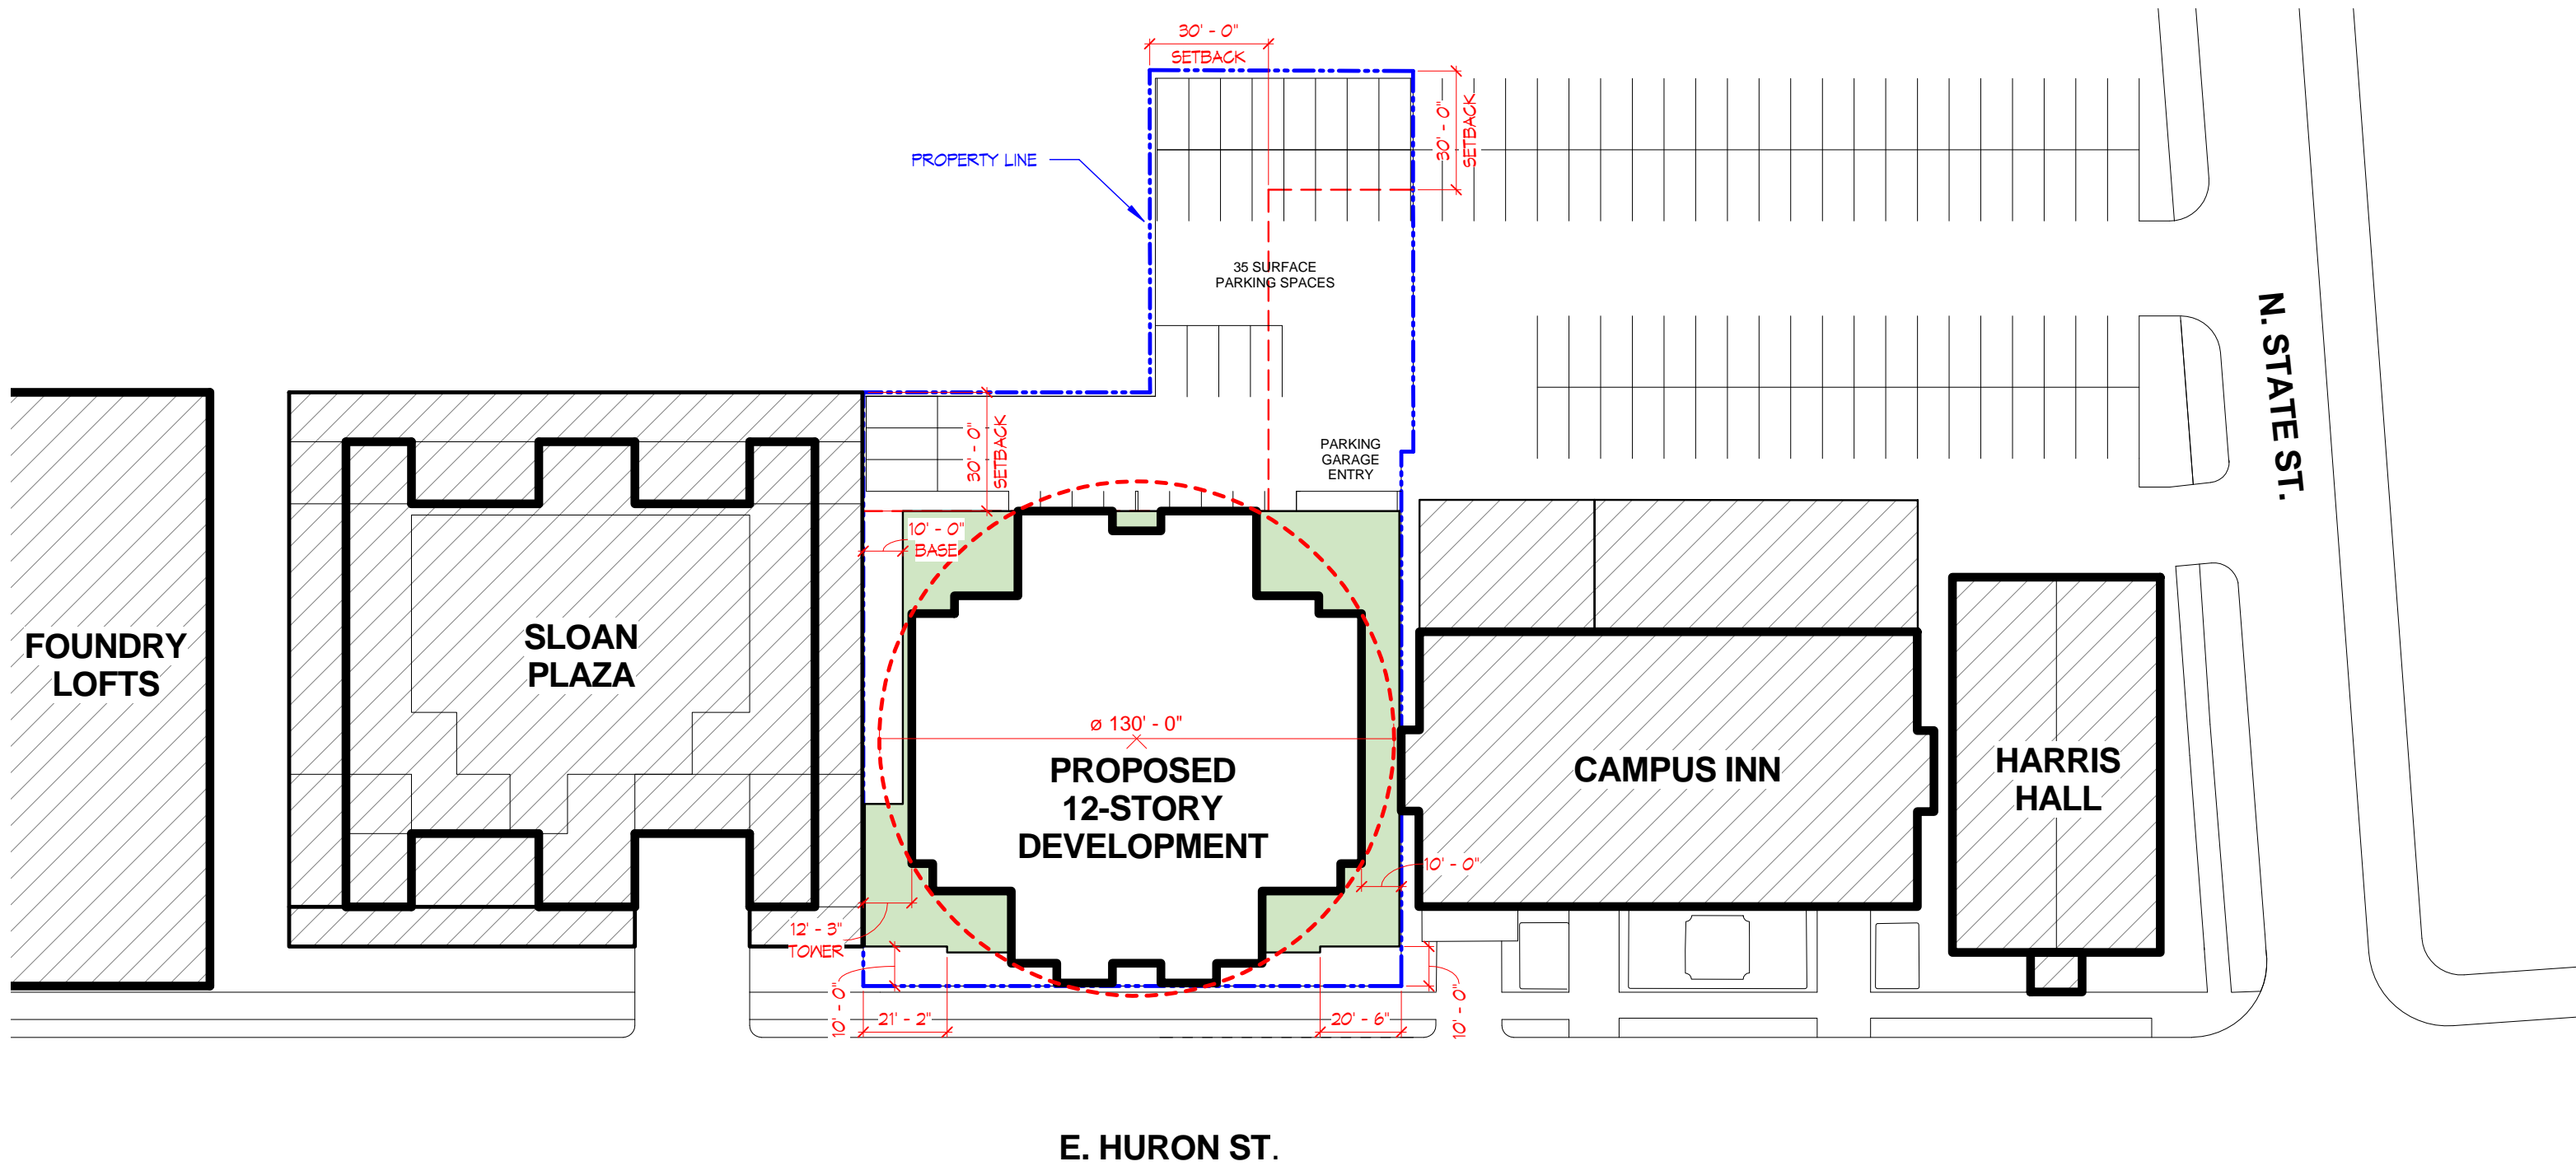 30' - 0"
SETBACK
30' - 0"
SETBACK
PROPERTY LINE
35 SURFACE
PARKING SPACES
N. STATE ST.
30' - 0"
SETBACK
PARKING
GARAGE
ENTRY
10' - 0"
BASE
FOUNDRY
LOFTS
SLOAN
PLAZA
ø 130' - 0"
PROPOSED
12-STORY
DEVELOPMENT
CAMPUS INN
HARRIS
HALL
10' - 0"
12' - 3"
TOWER
10' - 0"
21' - 2"
20' - 6"
10' - 0"
E. HURON ST.